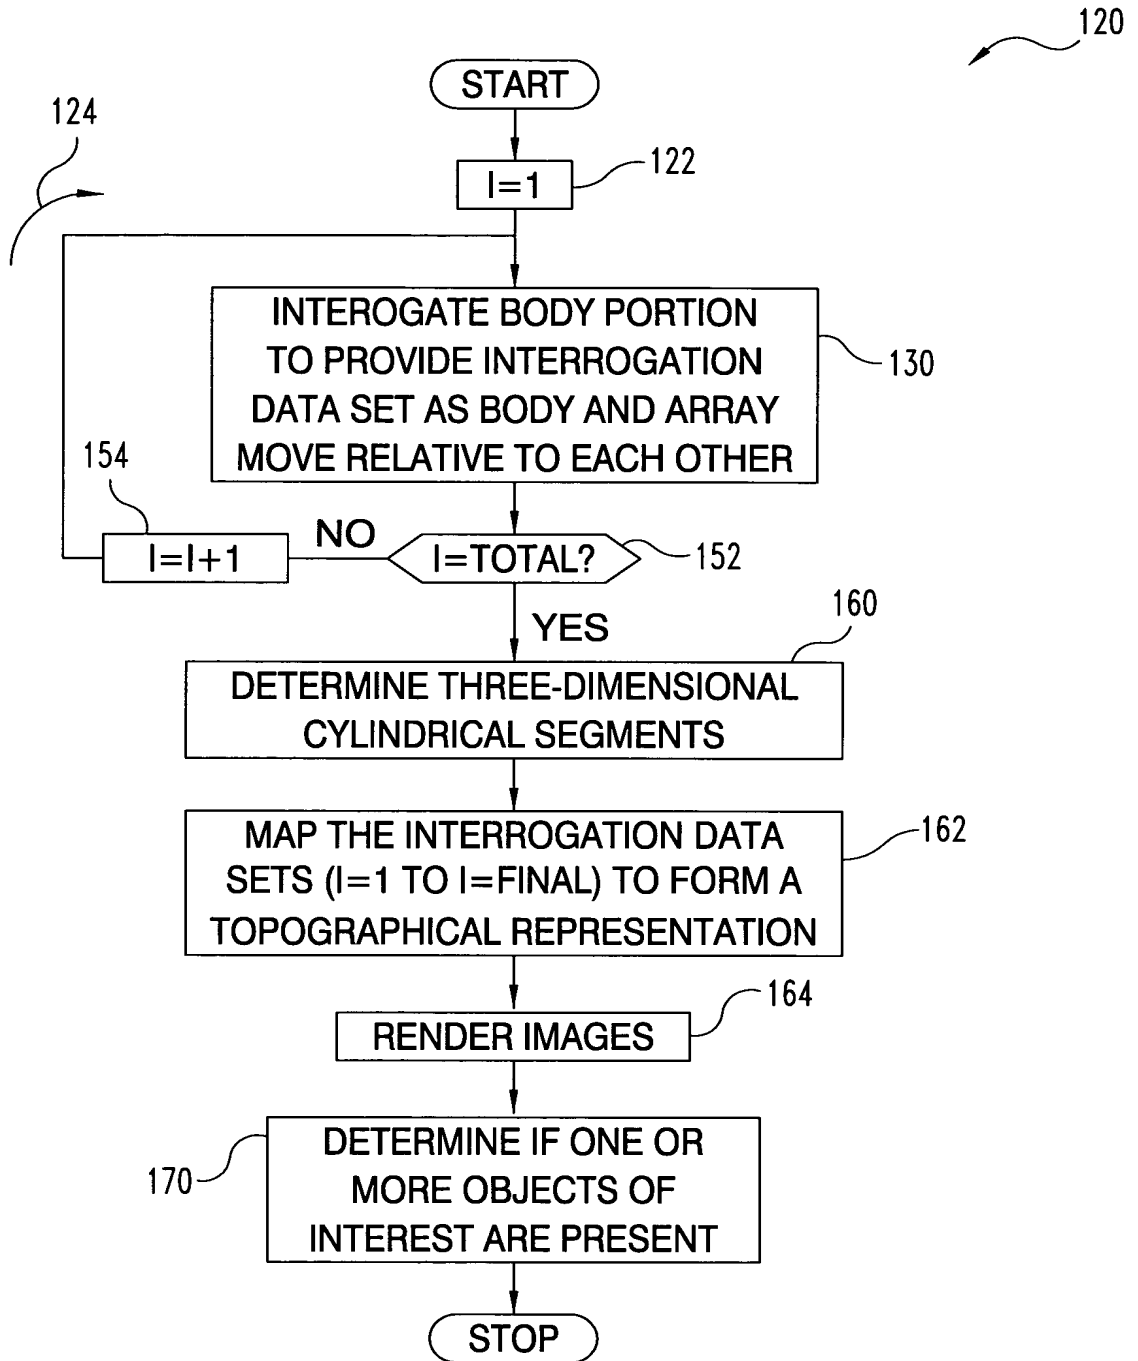 120
START
124
I=1
122
INTEROGATE BODY PORTION
TO PROVIDE INTERROGATION
DATA SET AS BODY AND ARRAY
MOVE RELATIVE TO EACH OTHER
130
154
I=I+1
NO
I=TOTAL?
152
YES
160
DETERMINE THREE-DIMENSIONAL
CYLINDRICAL SEGMENTS
MAP THE INTERROGATION DATA
SETS (I=1 TO I=FINAL) TO FORM A
TOPOGRAPHICAL REPRESENTATION
162
RENDER IMAGES
164
DETERMINE IF ONE OR
MORE OBJECTS OF
INTEREST ARE PRESENT
170
STOP